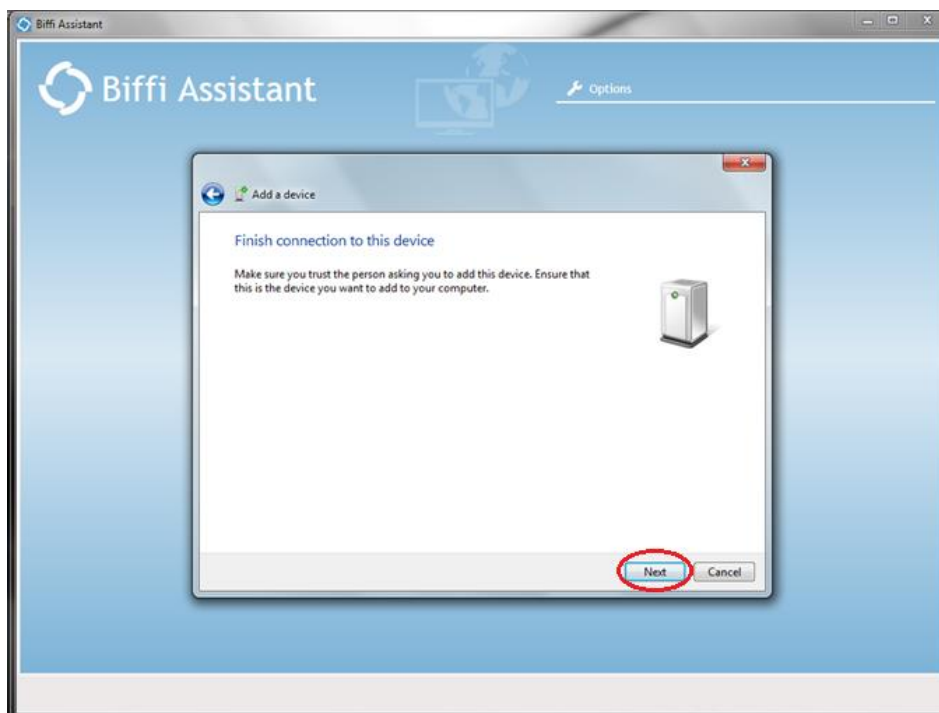 Biffi Assistant
Biffi Assistant
Options
Add a device
Finish connection to this device
Make sure you trust the person asking you to add this device. Ensure that
this is the device you want to add to your computer.
Next
Cancel